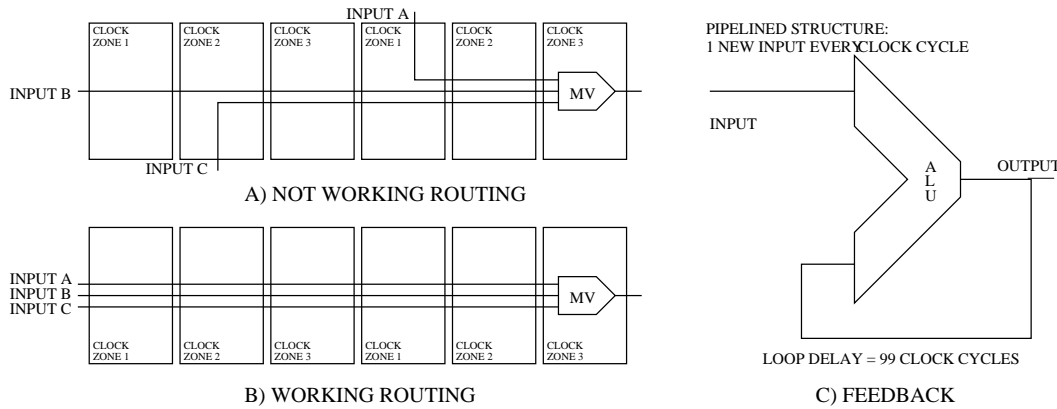 INPUT A
CLOCK
ZONE 1
CLOCK
ZONE 2
CLOCK
ZONE 3
CLOCK
ZONE 1
CLOCK
ZONE 2
CLOCK
ZONE 3
INPUT B
MV
INPUT C
A) NOT WORKING ROUTING
INPUT A
INPUT B
INPUT C
MV
CLOCK
ZONE 1
CLOCK
ZONE 2
CLOCK
ZONE 3
CLOCK
ZONE 1
CLOCK
ZONE 2
CLOCK
ZONE 3
B) WORKING ROUTING
PIPELINED STRUCTURE:
1 NEW INPUT EVERY CLOCK CYCLE
INPUT
A
L
U
OUTPUT
LOOP DELAY = 99 CLOCK CYCLES
C) FEEDBACK